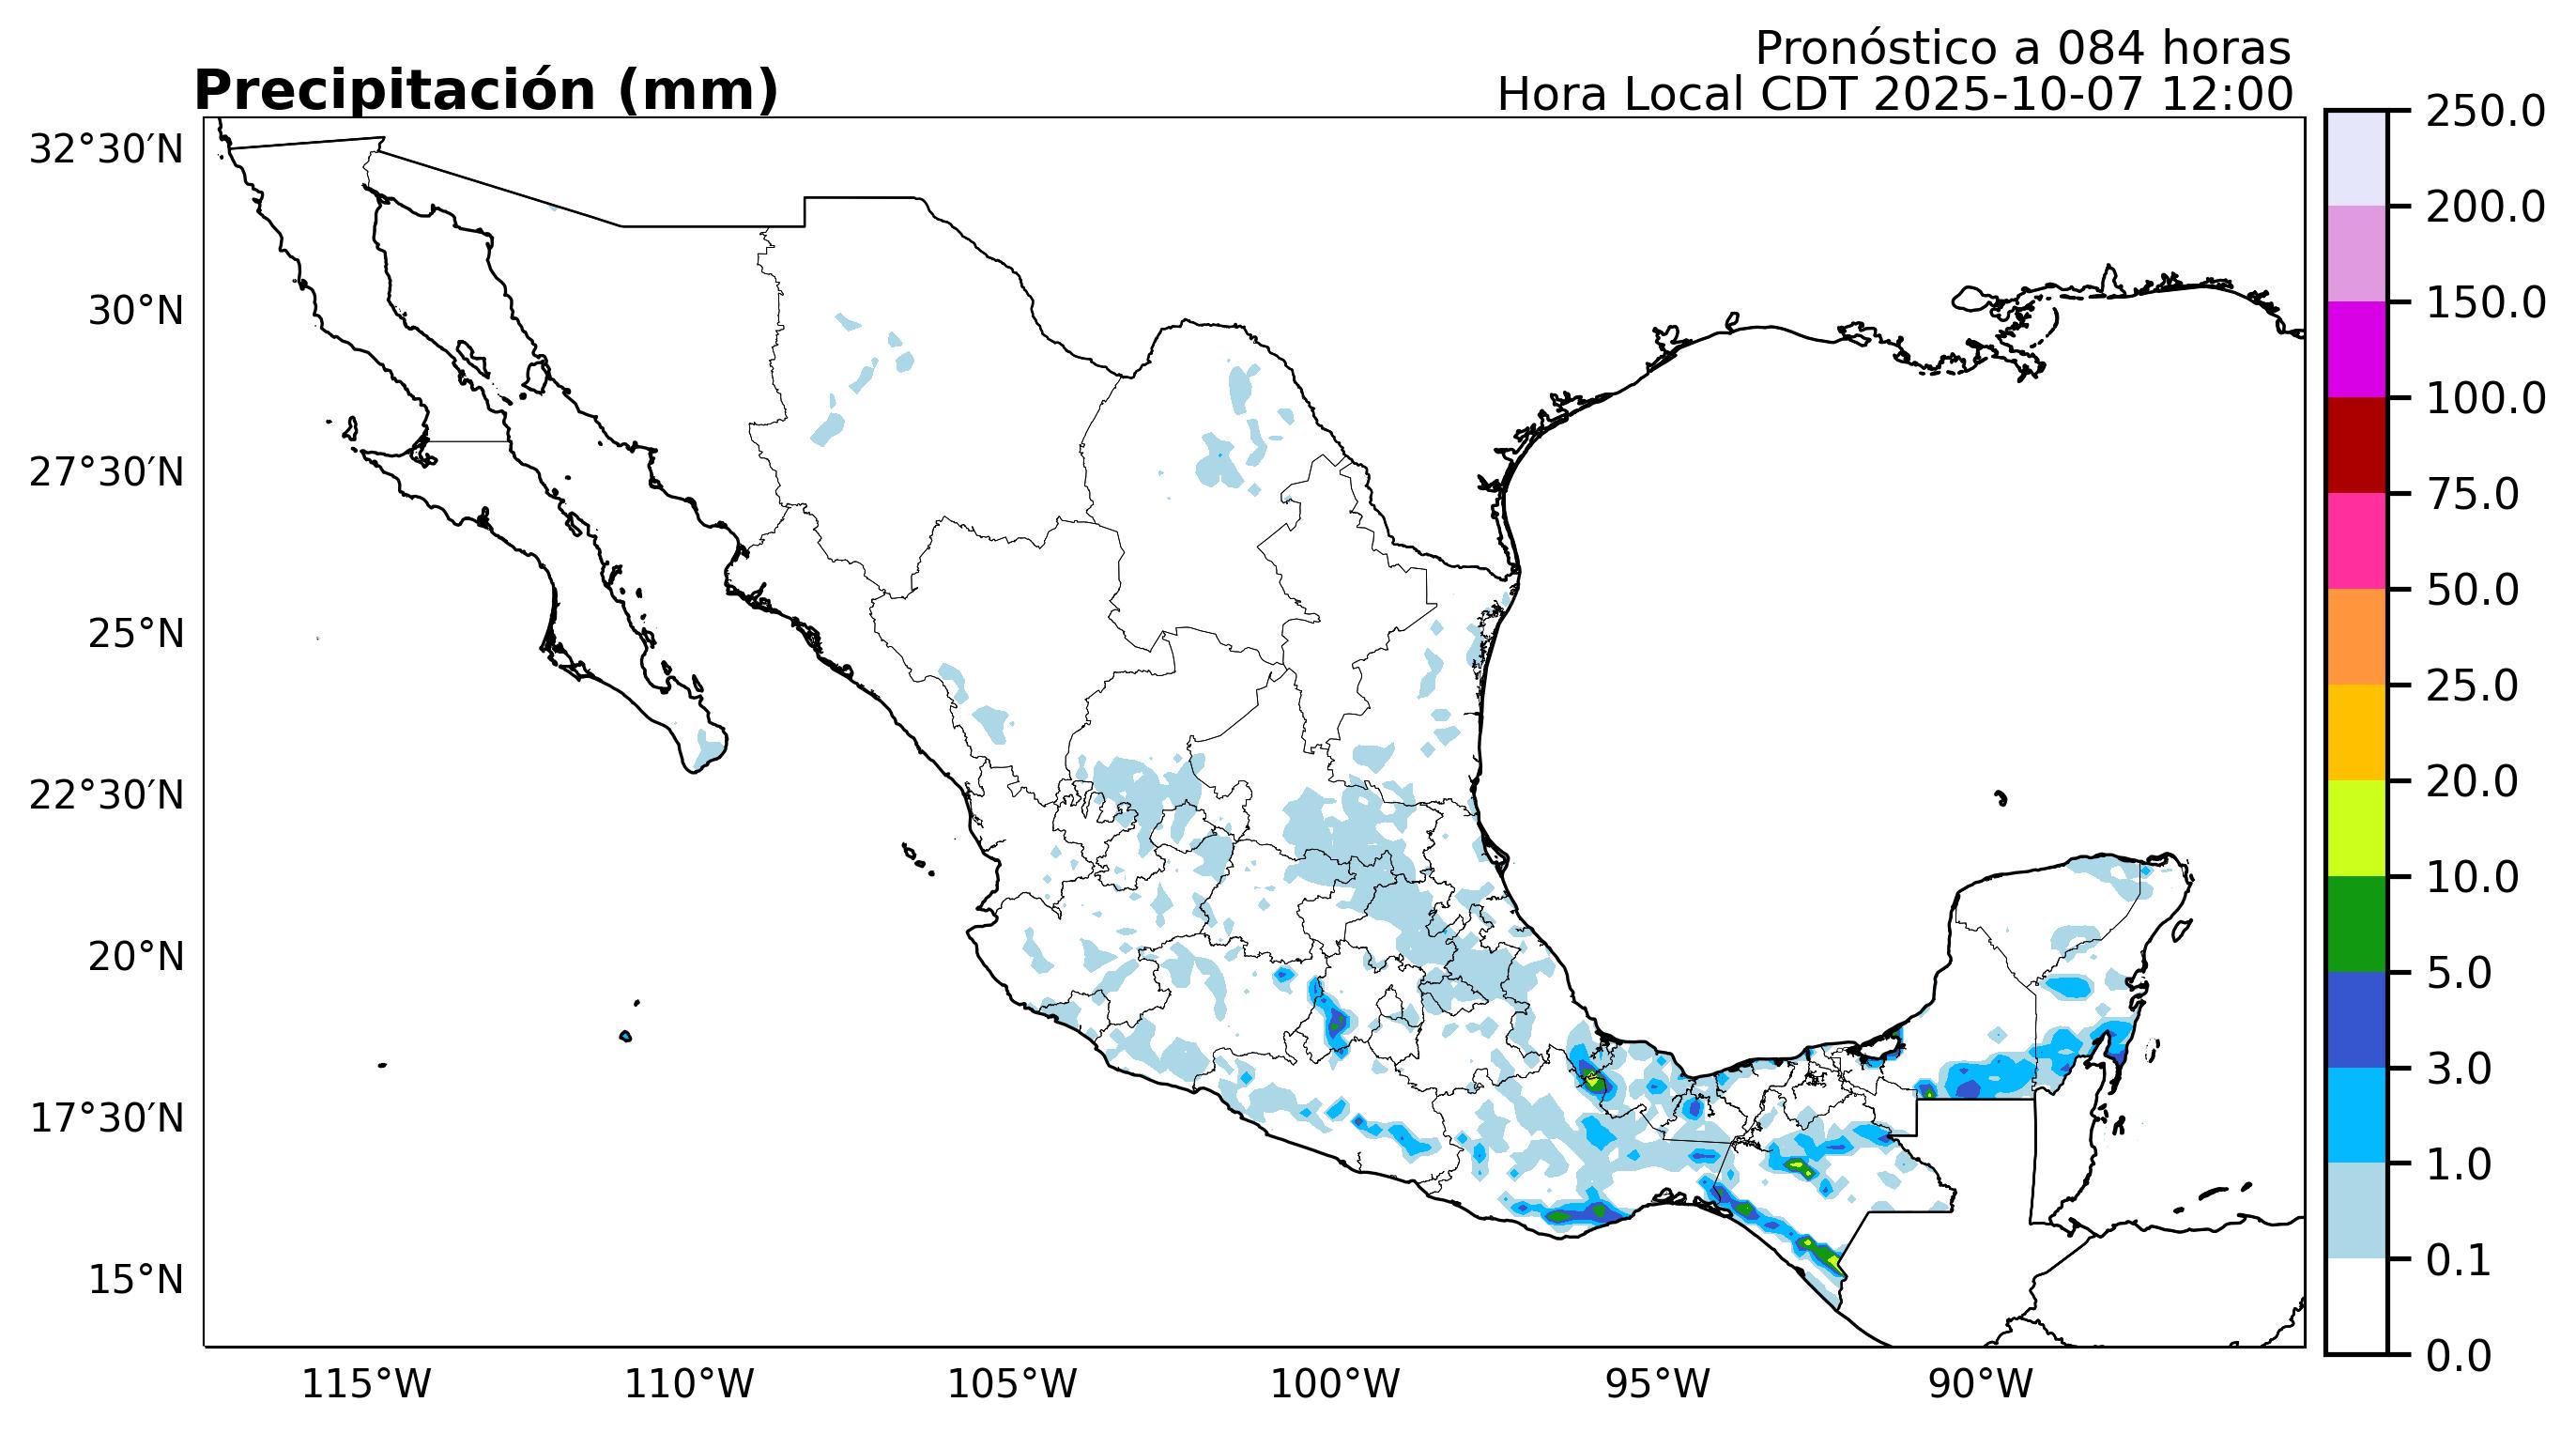 Pronóstico a 084 horas
Precipitación (mm)
Hora Local CDT 2025-10-07 12:00
32°30′N
30°N
27°30′N
25°N
22°30′N
20°N
17°30′N
15°N
115°W
110°W
105°W
100°W
95°W
90°W
250.0
200.0
150.0
100.0
75.0
50.0
25.0
20.0
10.0
5.0
3.0
1.0
0.1
0.0